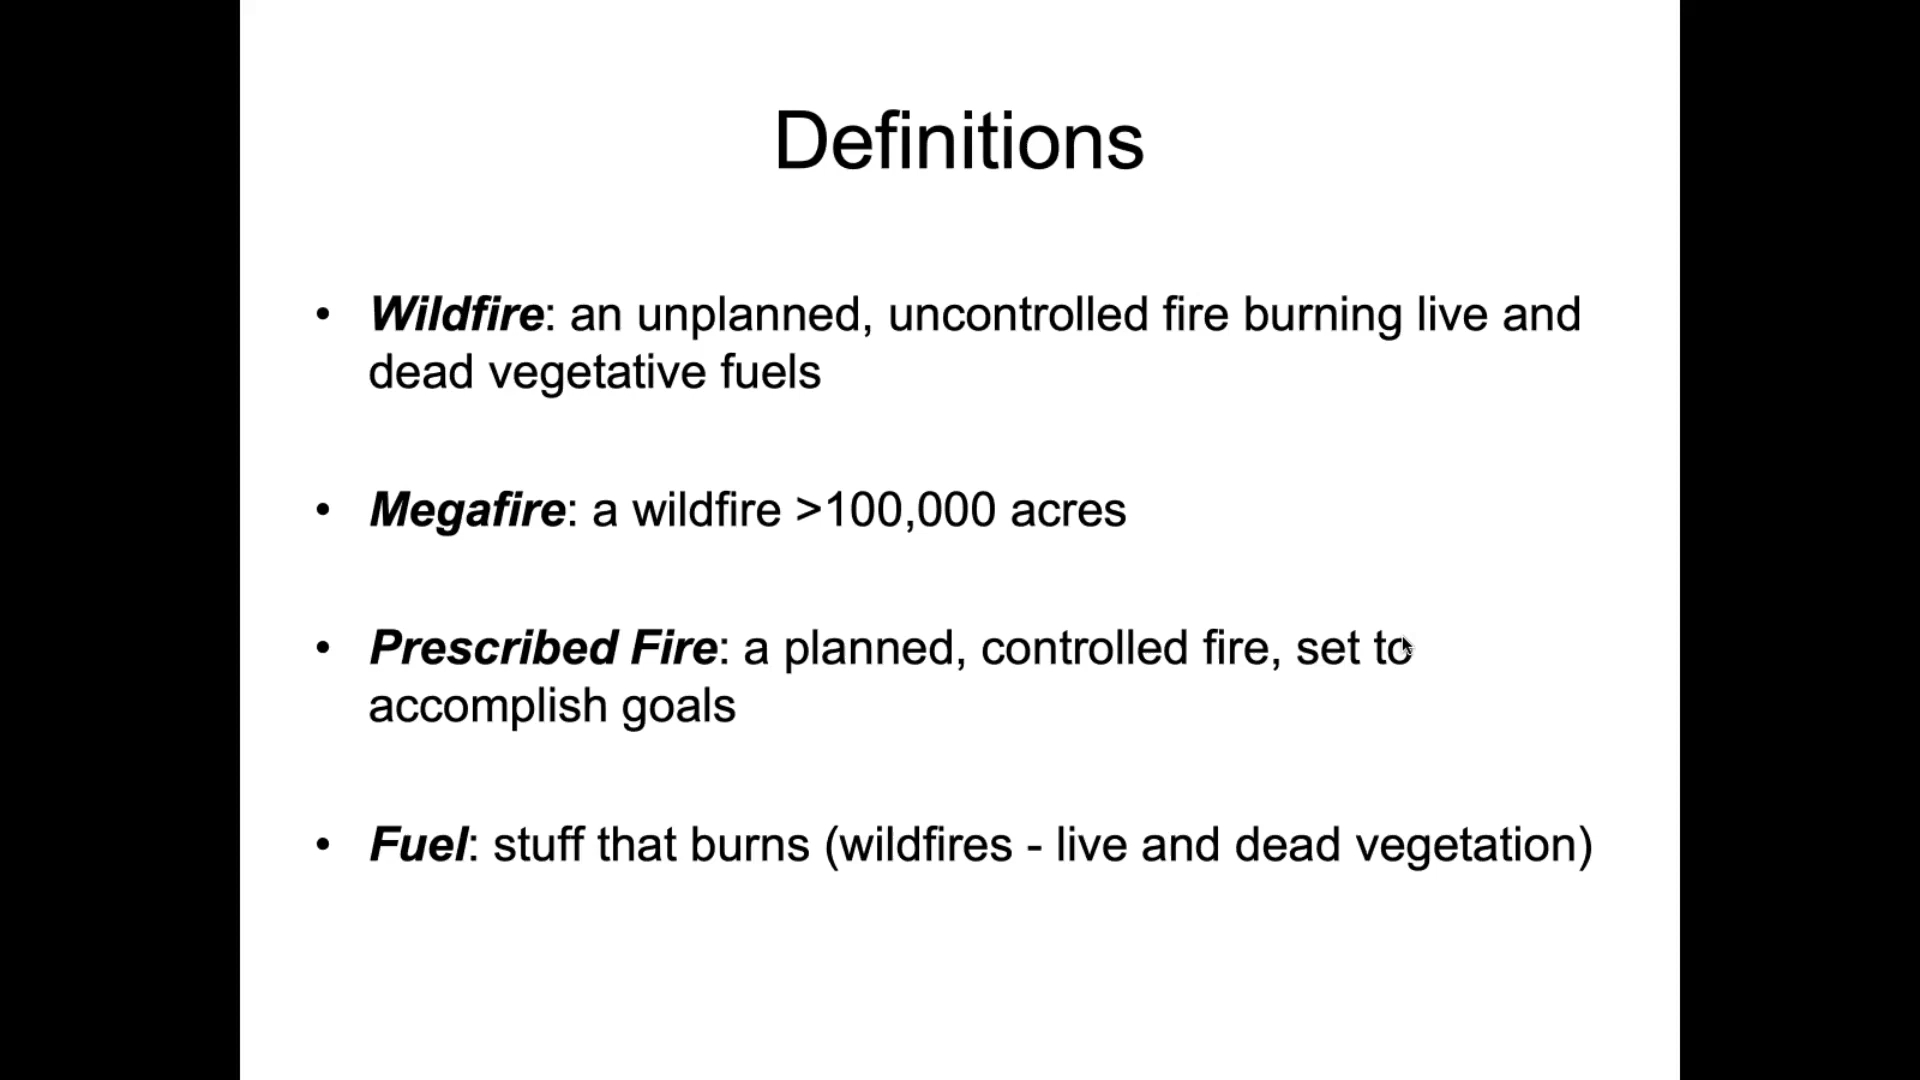 Definitions
• Wildfire: an unplanned, uncontrolled fire burning live and
dead vegetative fuels
• Megafire: a wildfire >100,000 acres
• Prescribed Fire: a planned, controlled fire, set to
accomplish goals
• Fuel: stuff that burns (wildfires - live and dead vegetation)